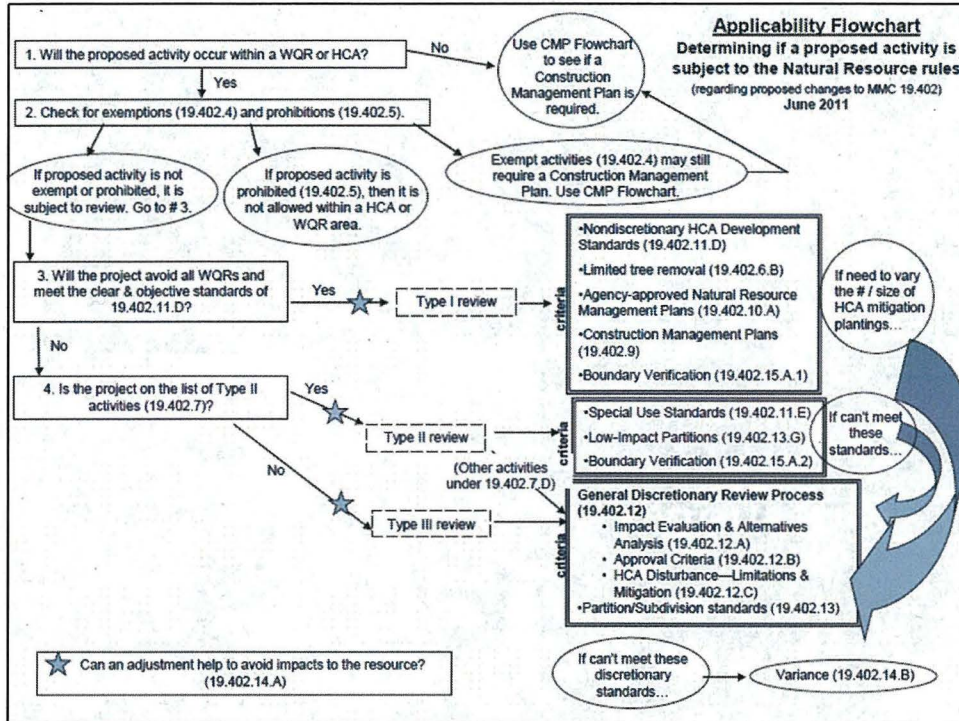 Applicability Flowchart
Determining if a proposed activity is
subject to the Natural Resource rules
(regarding proposed changes to MMC 19.402)
June 2011
1. Will the proposed activity occur within a WQR or HCA?
No
Use CMP Flowchart
to see if a
Construction
Management Plan is
required.
Yes
2. Check for exemptions (19.402.4) and prohibitions (19.402.5).
If proposed activity is not
exempt or prohibited, it is
subject to review. Go to # 3.
If proposed activity is
prohibited (19.402.5), then it is
not allowed within a HCA or
WQR area.
Exempt activities (19.402.4) may still
require a Construction Management
Plan. Use CMP Flowchart.
3. Will the project avoid all WQRs and
meet the clear & objective standards of
19.402.11.D?
Yes
Type I review
criteria
•Nondiscretionary HCA Development
Standards (19.402.11.D)
•Limited tree removal (19.402.6.B)
•Agency-approved Natural Resource
Management Plans (19.402.10.A)
•Construction Management Plans
(19.402.9)
•Boundary Verification (19.402.15.A.1)
If need to vary
the # / size of
HCA mitigation
plantings…
No
4. Is the project on the list of Type II
activities (19.402.7)?
Yes
Type II review
criteria
•Special Use Standards (19.402.11.E)
•Low-Impact Partitions (19.402.13.G)
•Boundary Verification (19.402.15.A.2)
If can't meet
these
standards…
(Other activities
under 19.402.7.D)
No
Type III review
criteria
General Discretionary Review Process
(19.402.12)
• Impact Evaluation & Alternatives
Analysis (19.402.12.A)
• Approval Criteria (19.402.12.B)
• HCA Disturbance—Limitations &
Mitigation (19.402.12.C)
•Partition/Subdivision standards (19.402.13)
Can an adjustment help to avoid impacts to the resource?
(19.402.14.A)
If can't meet these
discretionary
standards…
Variance (19.402.14.B)